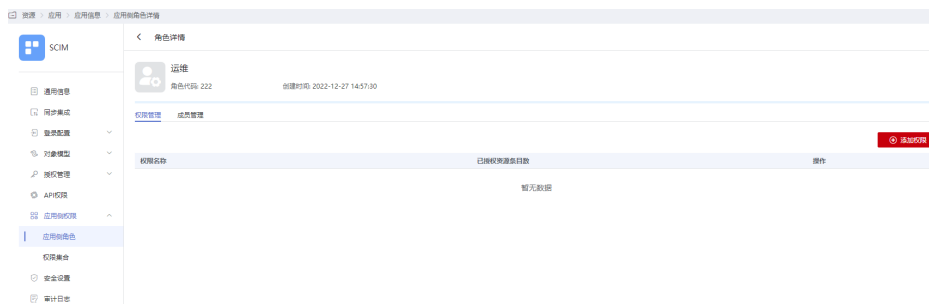 资源 > 应用 > 应用信息 > 应用侧角色详情
SCIM
角色详情
运维
角色代码: 222 创建时间: 2022-12-27 14:57:30
通用信息
同步集成
登录配置
对象模型
授权管理
API权限
应用侧权限
应用侧角色
权限集合
安全设置
审计日志
权限管理 成员管理
添加权限
权限名称 已授权资源条目数 操作
暂无数据